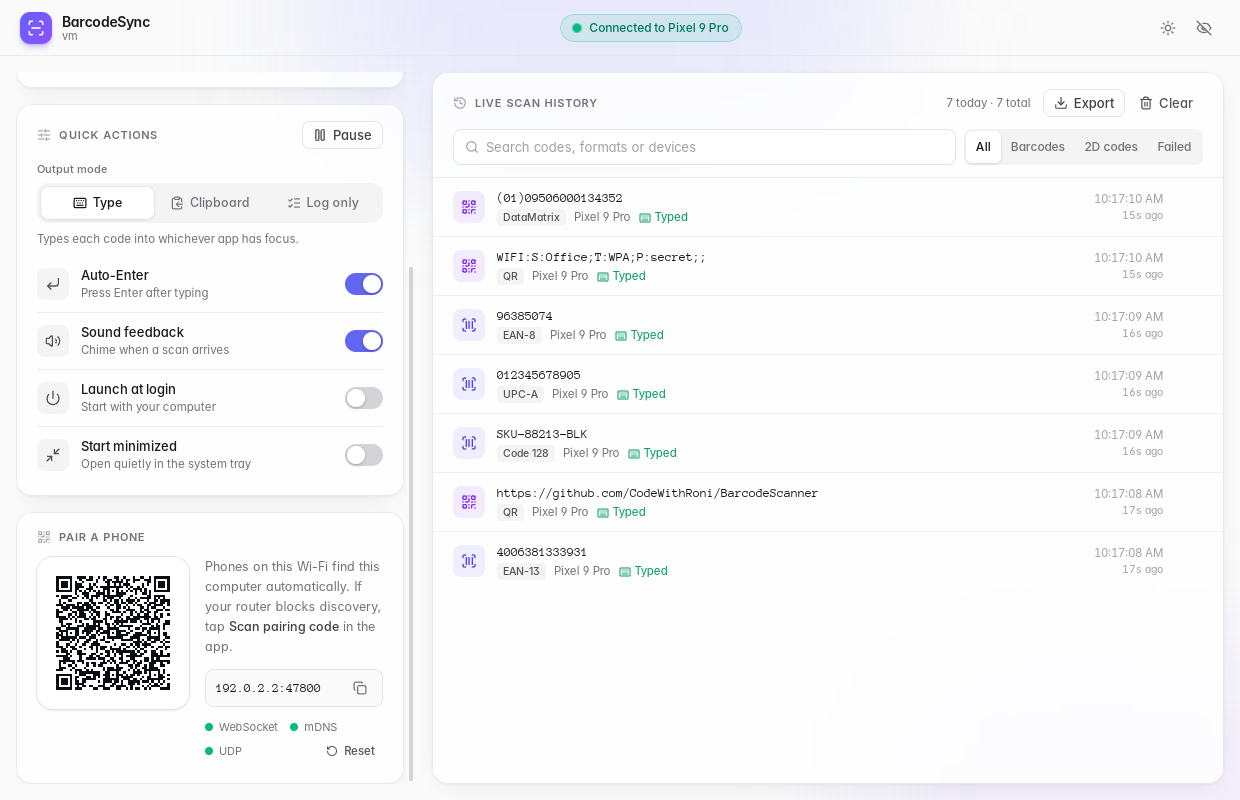 BarcodeSync
vm
Connected to Pixel 9 Pro
QUICK ACTIONS
Pause
Output mode
Type
Clipboard
Log only
Types each code into whichever app has focus.
Auto-Enter
Press Enter after typing
Sound feedback
Chime when a scan arrives
Launch at login
Start with your computer
Start minimized
Open quietly in the system tray
PAIR A PHONE
Phones on this Wi-Fi find this
computer automatically. If
your router blocks discovery,
tap Scan pairing code in the
app.
192.0.2.2:47800
WebSocket
mDNS
UDP
Reset
LIVE SCAN HISTORY
7 today · 7 total
Export
Clear
Search codes, formats or devices
All
Barcodes
2D codes
Failed
(01)09506000134352
10:17:10 AM
DataMatrix Pixel 9 Pro Typed
15s ago
WIFI:S:Office;T:WPA;P:secret;;
10:17:10 AM
QR Pixel 9 Pro Typed
15s ago
96385074
10:17:09 AM
EAN-8 Pixel 9 Pro Typed
16s ago
012345678905
10:17:09 AM
UPC-A Pixel 9 Pro Typed
16s ago
SKU-88213-BLK
10:17:09 AM
Code 128 Pixel 9 Pro Typed
16s ago
https://github.com/CodeWithRoni/BarcodeScanner
10:17:08 AM
QR Pixel 9 Pro Typed
17s ago
4006381333931
10:17:08 AM
EAN-13 Pixel 9 Pro Typed
17s ago